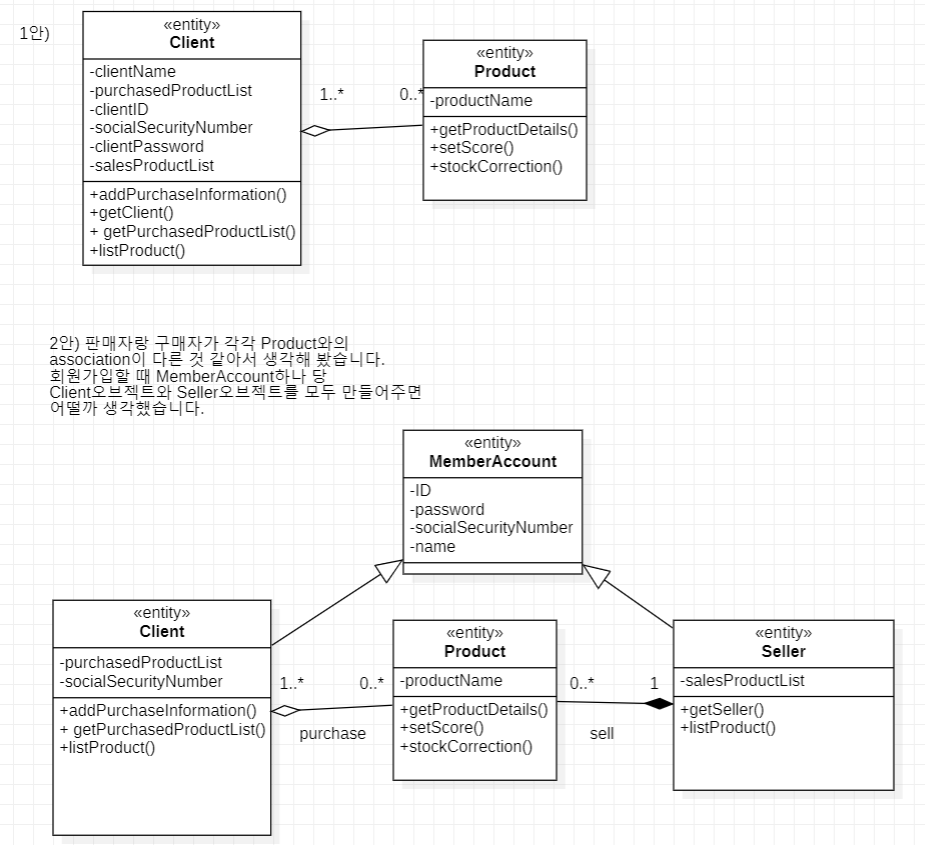 1안)
«entity»
Client
-clientName
-purchasedProductList
-clientID
-socialSecurityNumber
-clientPassword
-salesProductList
+addPurchaseInformation()
+getClient()
+ getPurchasedProductList()
+listProduct()
1..*
0..*
«entity»
Product
-productName
+getProductDetails()
+setScore()
+stockCorrection()
2안) 판매자랑 구매자가 각각 Product와의
association이 다른 것 같아서 생각해 봤습니다.
회원가입할 때 MemberAccount하나 당
Client오브젝트와 Seller오브젝트를 모두 만들어주면
어떨까 생각했습니다.
«entity»
MemberAccount
-ID
-password
-socialSecurityNumber
-name
«entity»
Client
-purchasedProductList
-socialSecurityNumber
+addPurchaseInformation()
+ getPurchasedProductList()
+listProduct()
1..*
0..*
purchase
«entity»
Product
-productName
+getProductDetails()
+setScore()
+stockCorrection()
0..*
1
sell
«entity»
Seller
-salesProductList
+getSeller()
+listProduct()